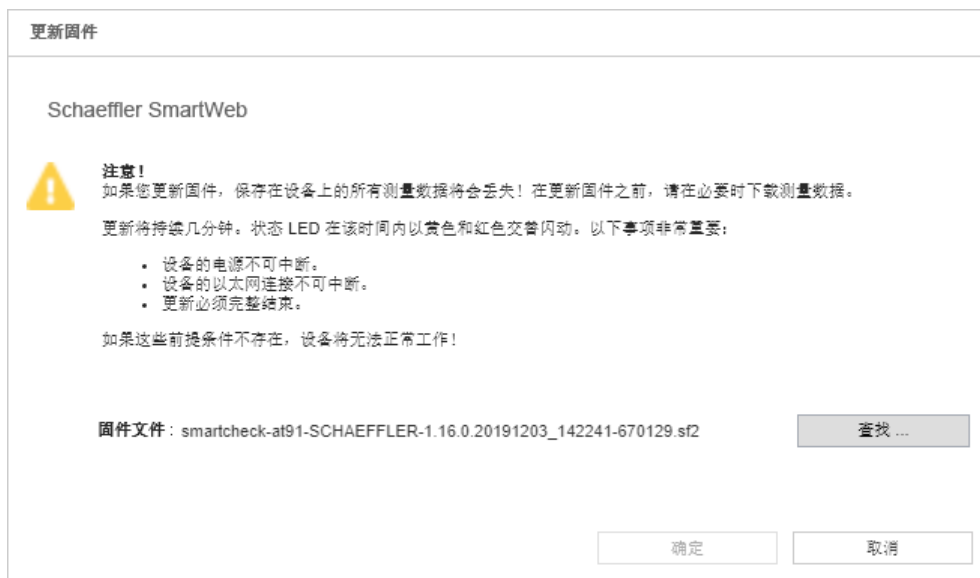 更新固件
Schaeffler SmartWeb
注意！
如果您更新固件，保存在设备上的所有测量数据将会丢失！在更新固件之前，请在必要时下载测量数据。
更新将持续几分钟。状态 LED 在该时间内以黄色和红色交替闪动。以下事项非常重要：
• 设备的电源不可中断。
• 设备的以太网连接不可中断。
• 更新必须完整结束。
如果这些前提条件不存在，设备将无法正常工作！
固件文件： smartcheck-at91-SCHAEFFLER-1.16.0.20191203_142241-670129.sf2 查找 ...
确定 取消